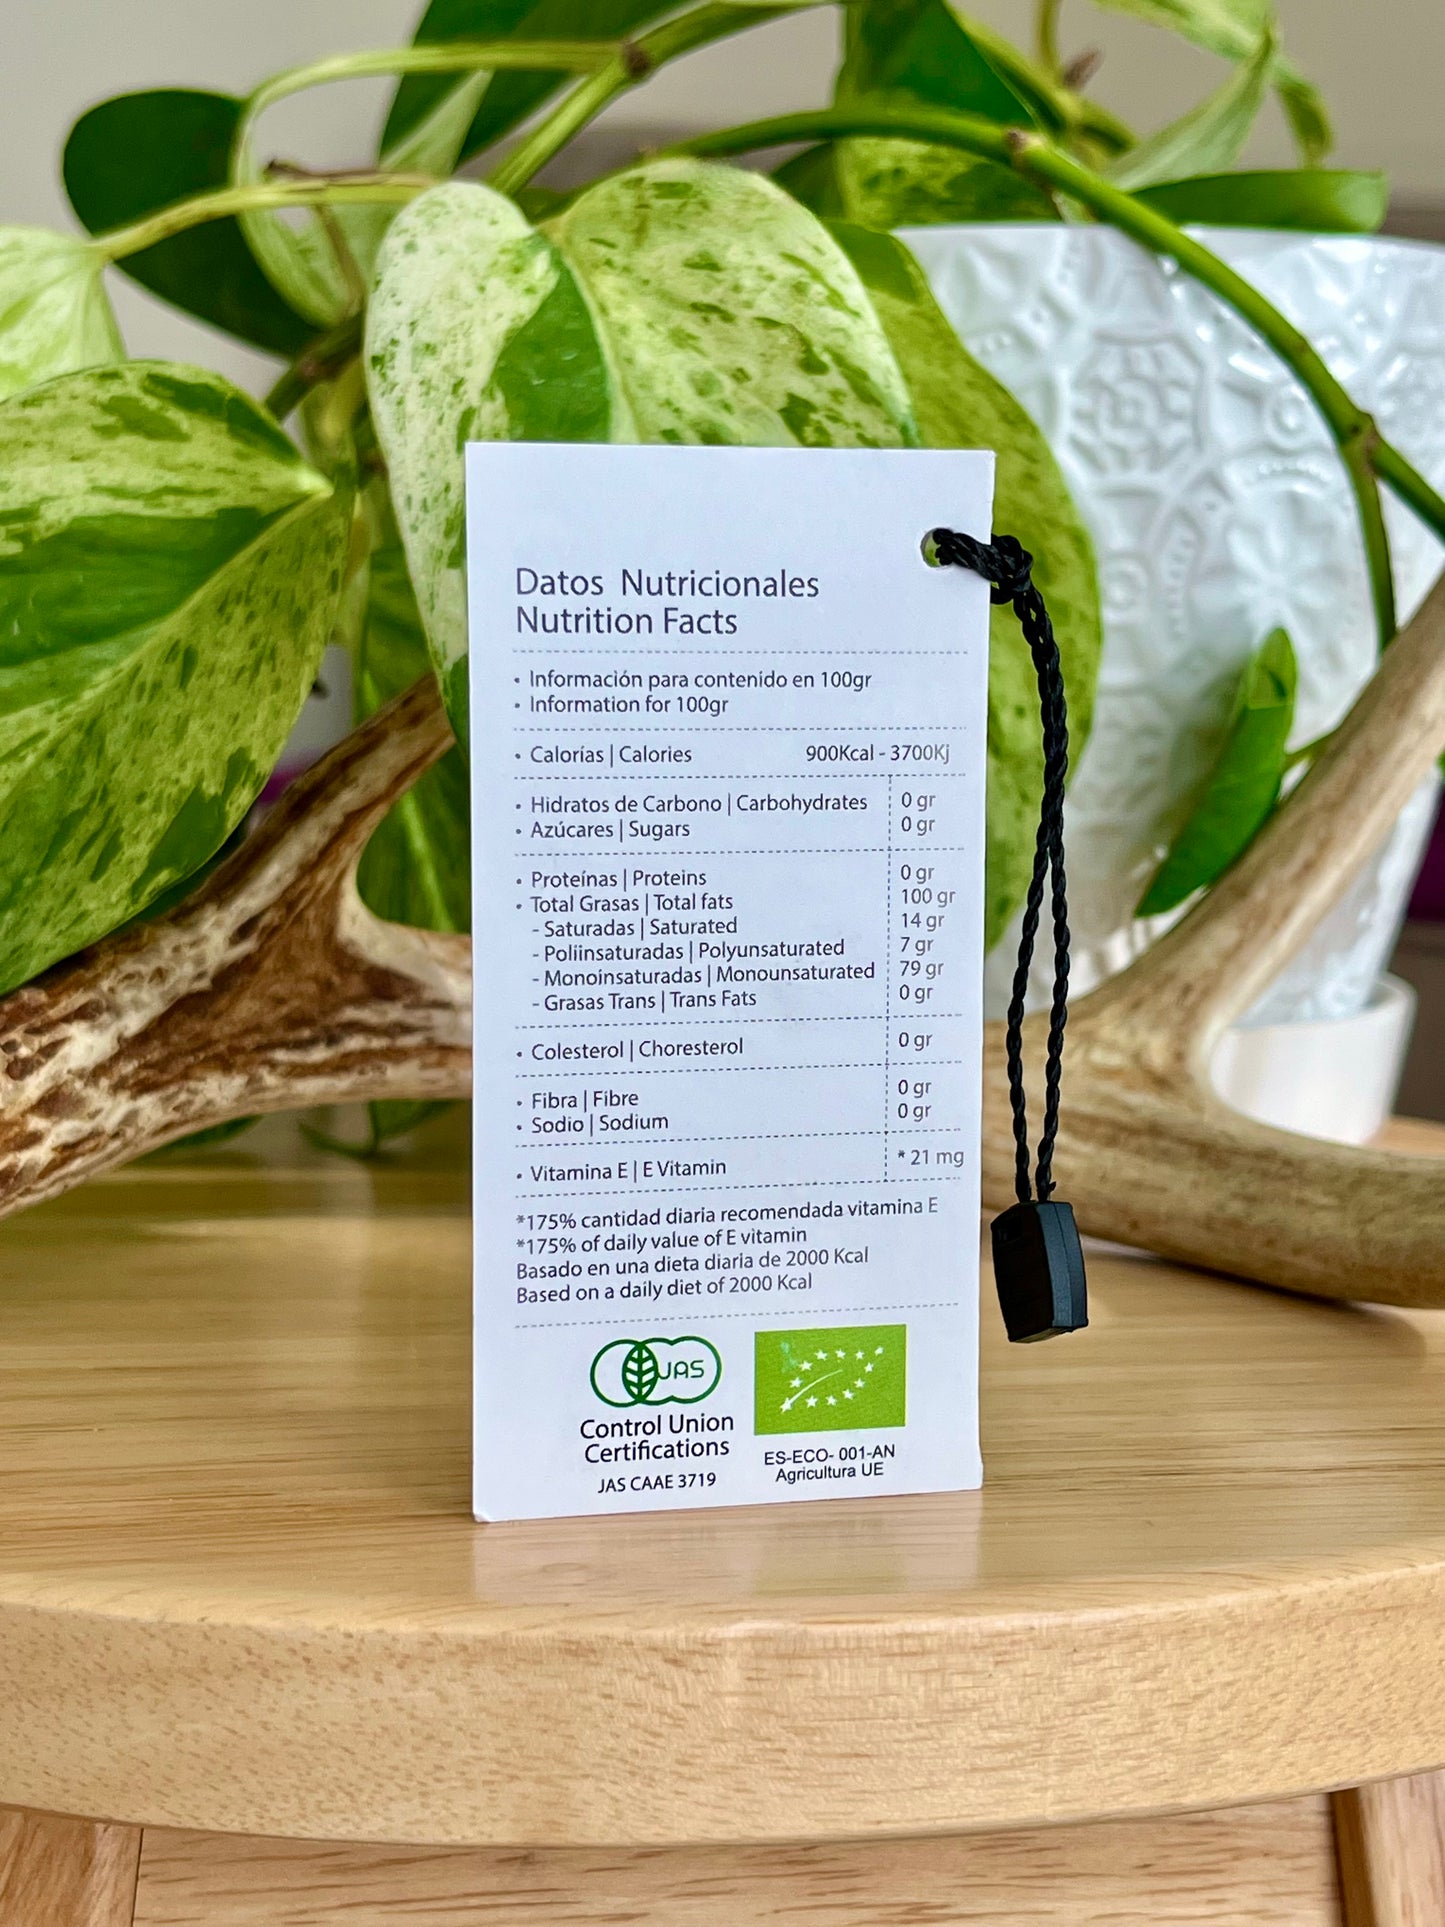 Datos Nutricionales
Nutrition Facts
• Informaciòn para contenido en 100gr
• Information for 100gr
• Calorías | Calories 900Kcal - 3700Kj
• Hidratos de Carbono | Carbohydrates 0 gr
• Azúcares | Sugars 0 gr
• Proteínas | Proteins 0 gr
• Total Grasas | Total fats 100 gr
- Saturadas | Saturated 14 gr
- Poliinsaturadas | Polyunsaturated 7 gr
- Monoinsaturadas | Monounsaturated 79 gr
- Grasas Trans | Trans Fats 0 gr
• Colesterol | Choresterol 0 gr
• Fibra | Fibre 0 gr
• Sodio | Sodium 0 gr
• Vitamina E | E Vitamin * 21 mg
*175% cantidad diaria recomendada vitamina E
*175% of daily value of E vitamin
Basado en una dieta diaria de 2000 Kcal
Based on a daily diet of 2000 Kcal
JAS
Control Union
Certifications
JAS CAAE 3719
ES-ECO- 001-AN
Agricultura UE